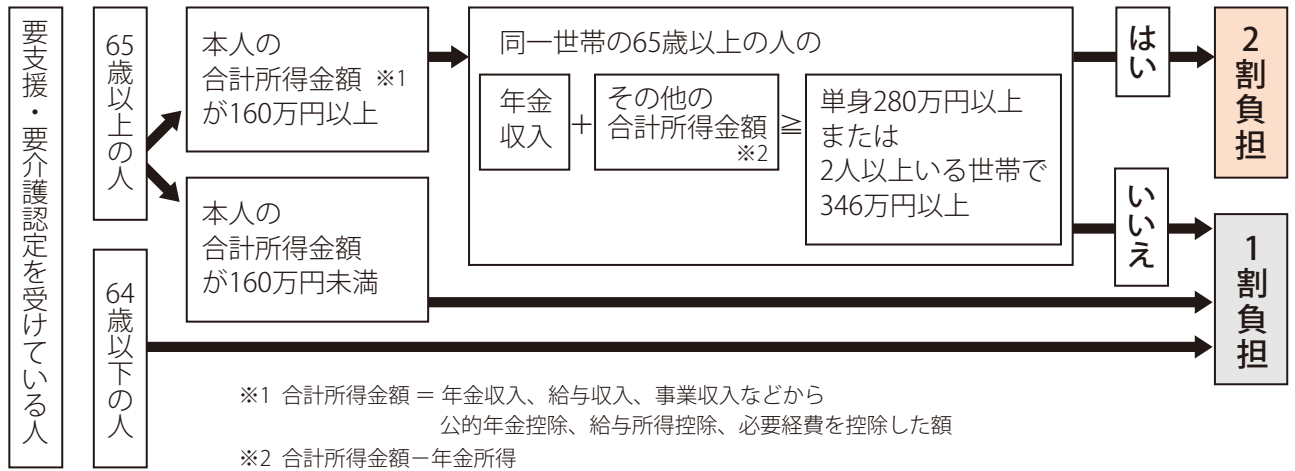 要支援・要介護認定を受けている人
65歳以上の人
本人の
合計所得金額 ※1
が160万円以上
同一世帯の65歳以上の人の
年金
収入
＋
その他の
合計所得金額
※2
≧
単身280万円以上
または
2人以上いる世帯で
346万円以上
はい
2割負担
本人の
合計所得金額
が160万円未満
いいえ
1割負担
64歳以下の人
※1 合計所得金額 ＝ 年金収入、給与収入、事業収入などから
公的年金控除、給与所得控除、必要経費を控除した額
※2 合計所得金額－年金所得